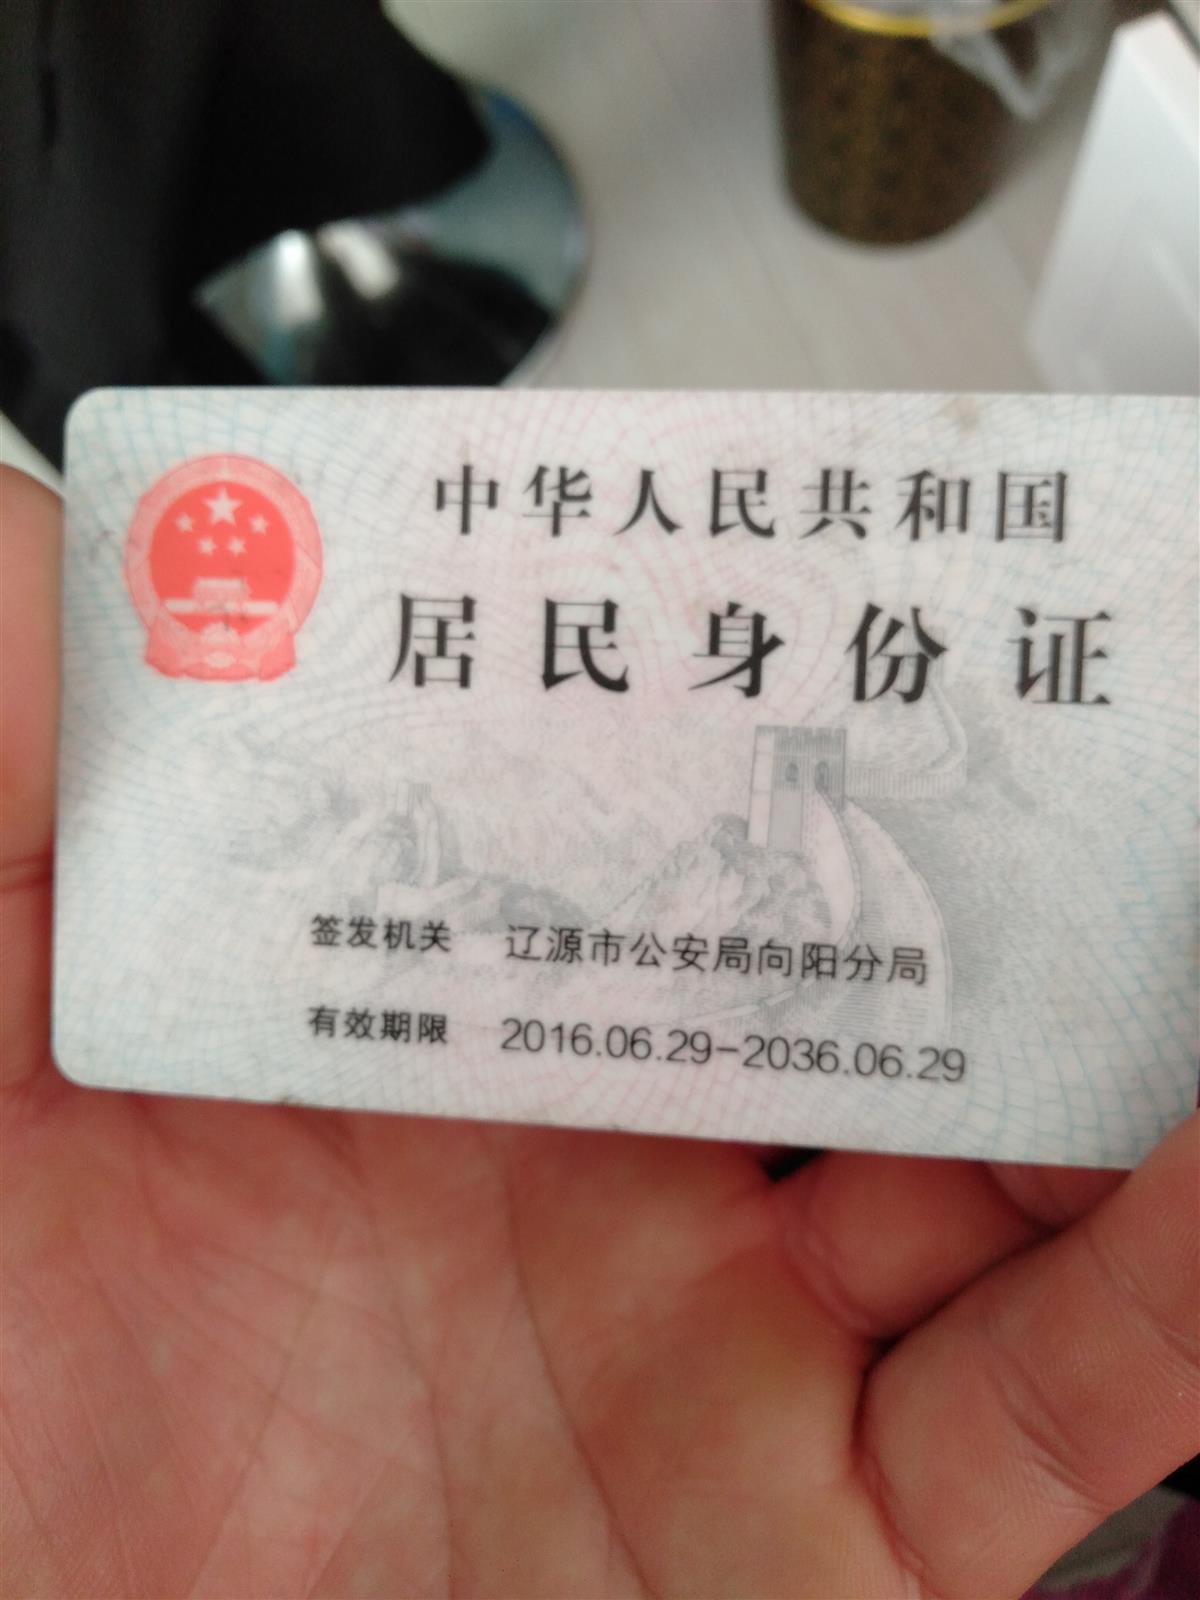 中华人民共和国
居民身份证
签发机关 辽源市公安局向阳分局
有效期限 2016.06.29-2036.06.29